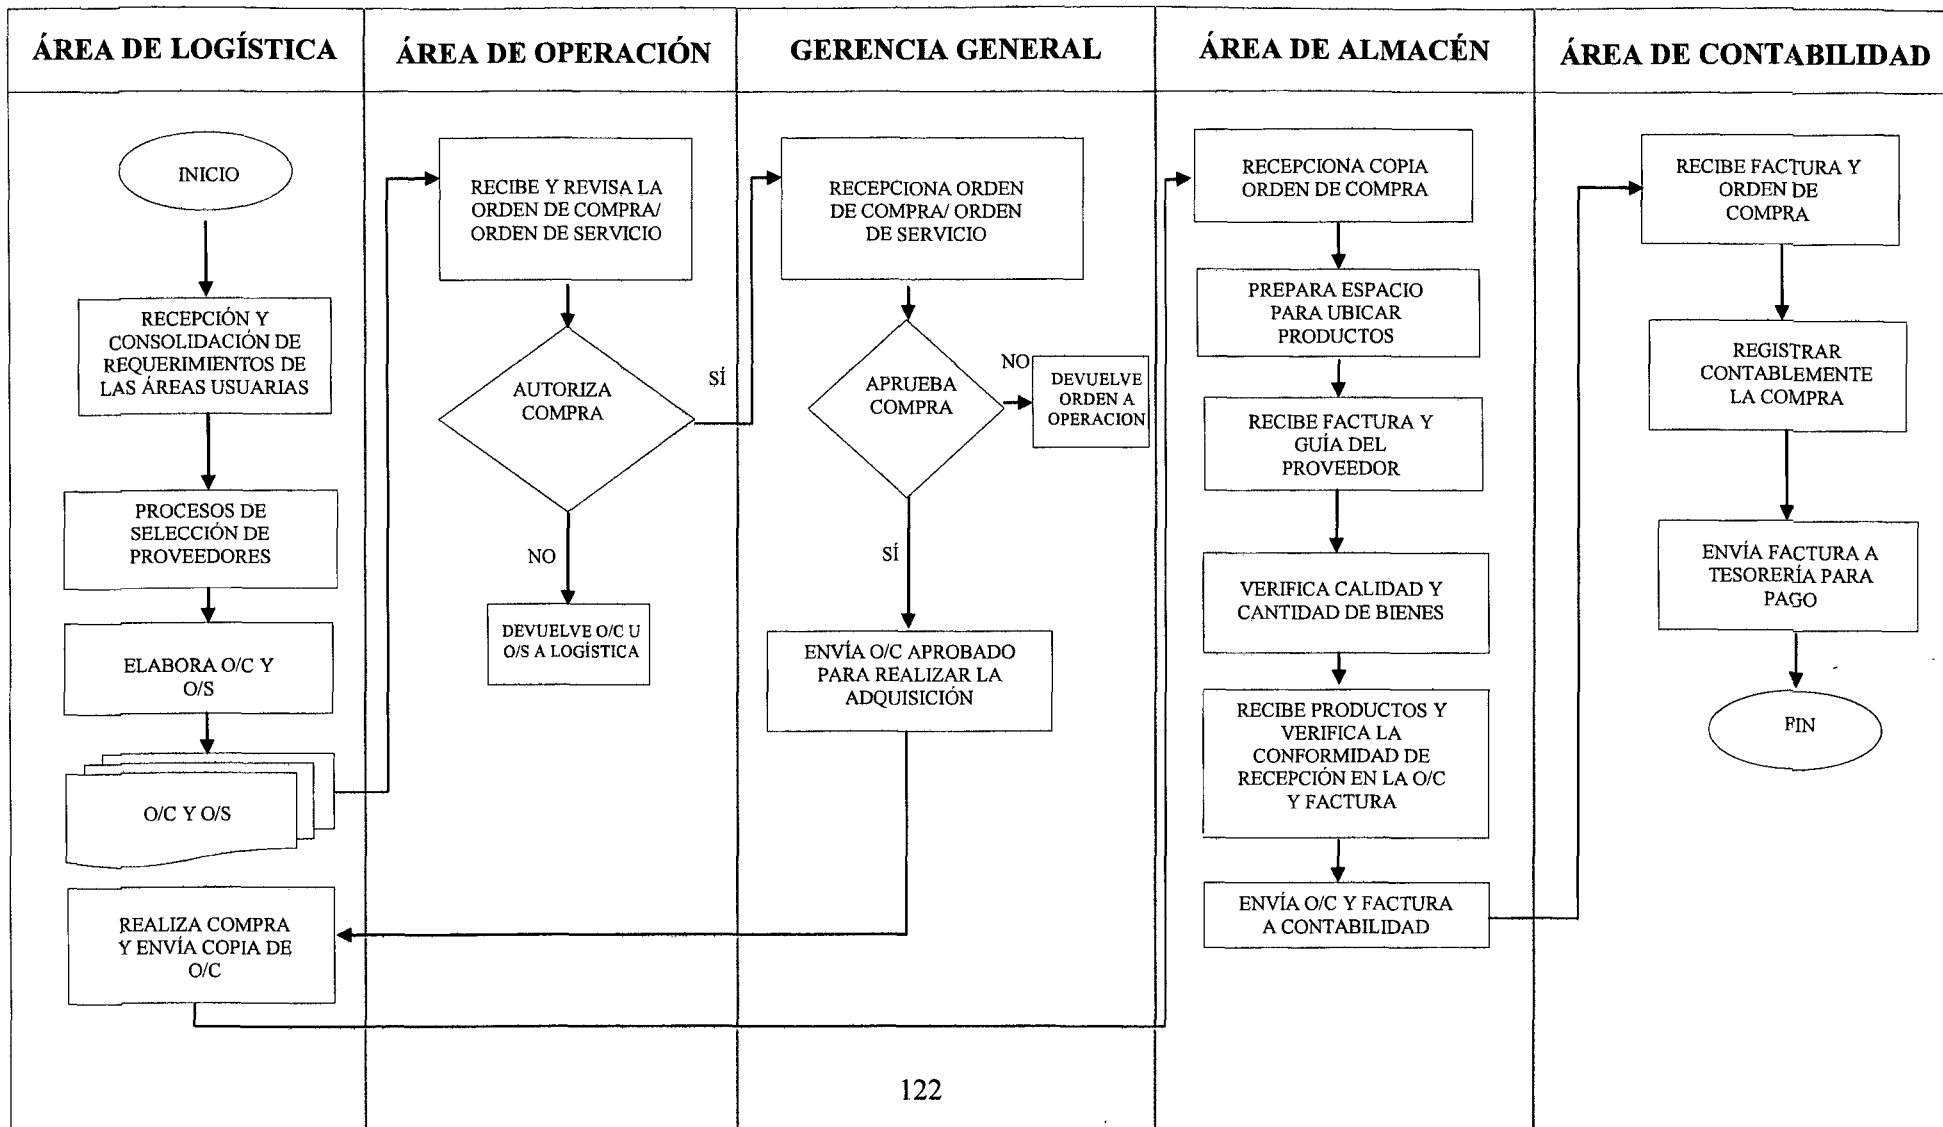 ÁREA DE LOGÍSTICA
ÁREA DE OPERACIÓN
GERENCIA GENERAL
ÁREA DE ALMACÉN
ÁREA DE CONTABILIDAD
INICIO
RECEPCIÓN Y
CONSOLIDACIÓN DE
REQUERIMIENTOS DE
LAS ÁREAS USUARIAS
PROCESOS DE
SELECCIÓN DE
PROVEEDORES
ELABORA O/C Y
O/S
O/C Y O/S
REALIZA COMPRA
Y ENVÍA COPIA DE
O/C
RECIBE Y REVISA LA
ORDEN DE COMPRA/
ORDEN DE SERVICIO
AUTORIZA
COMPRA
SÍ
NO
DEVUELVE O/C U
O/S A LOGÍSTICA
RECEPCIONA ORDEN
DE COMPRA/ ORDEN
DE SERVICIO
APRUEBA
COMPRA
NO
DEVUELVE
ORDEN A
OPERACION
SÍ
ENVÍA O/C APROBADO
PARA REALIZAR LA
ADQUISICIÓN
RECEPCIONA COPIA
ORDEN DE COMPRA
PREPARA ESPACIO
PARA UBICAR
PRODUCTOS
RECIBE FACTURA Y
GUÍA DEL
PROVEEDOR
VERIFICA CALIDAD Y
CANTIDAD DE BIENES
RECIBE PRODUCTOS Y
VERIFICA LA
CONFORMIDAD DE
RECEPCIÓN EN LA O/C
Y FACTURA
ENVÍA O/C Y FACTURA
A CONTABILIDAD
RECIBE FACTURA Y
ORDEN DE
COMPRA
REGISTRAR
CONTABLEMENTE
LA COMPRA
ENVÍA FACTURA A
TESORERÍA PARA
PAGO
FIN
122